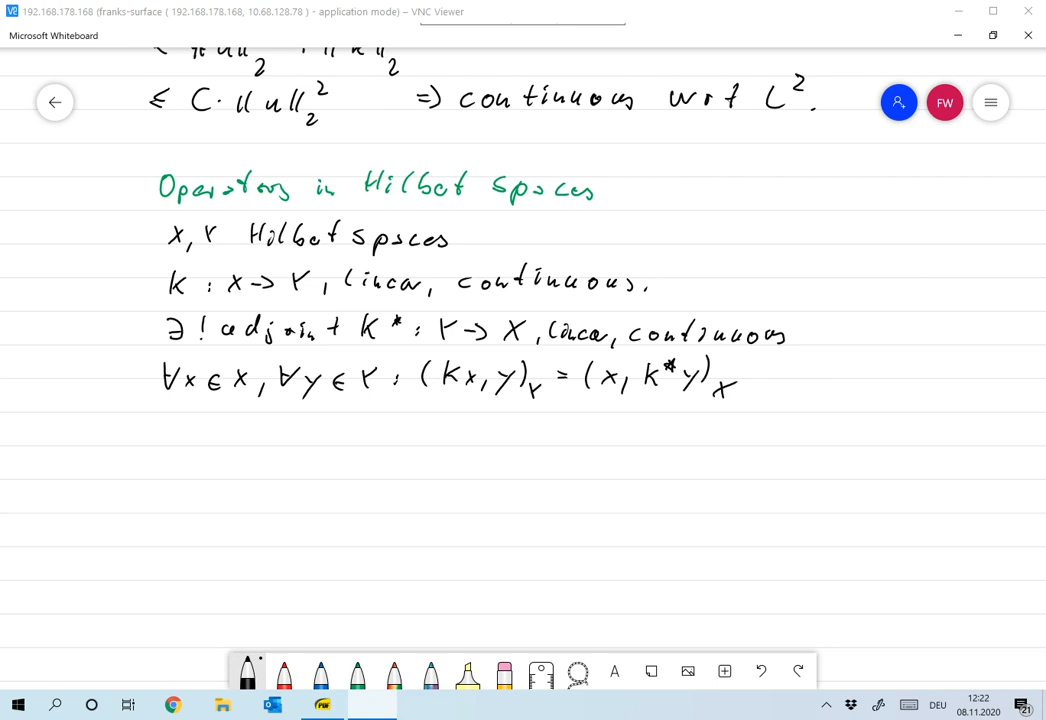 192.168.178.168 (franks-surface ( 192.168.178.168, 10.68.128.78 ) - application mode) – VNC Viewer
Microsoft Whiteboard
≤ C · ||u||₂² => continuous wrt L².
FW
Operators in Hilbert spaces
X, Y Hilbert spaces
K : X -> Y, linear, continuous.
∃! adjoint K* : Y -> X, linear, continuous
∀x ∈ X, ∀y ∈ Y : (Kx, y)_Y = (x, K*y)_X
A
PDF
DEU
12:22
08.11.2020
21